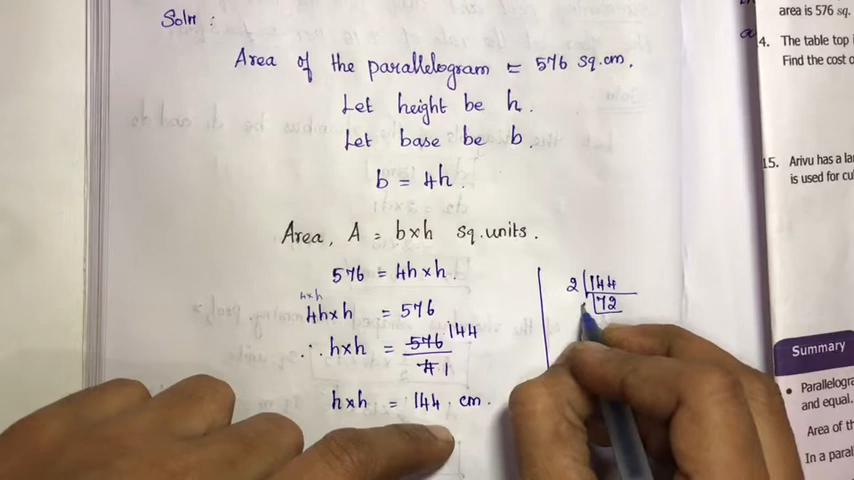 Soln :
Area of the parallelogram = 576 sq.cm.
Let height be h.
Let base be b.
b = 4h.
Area, A = b×h sq.units.
576 = 4h×h.
4×h
4h×h = 576
∴ h×h = 576/4 144 1
h×h = 144 cm.
2 144
72
area is 576 sq.
4. The table top i
Find the cost o
15. Arivu has a la
is used for cu
Summary
• Parallelogra
and equal.
Area of th
In a paral